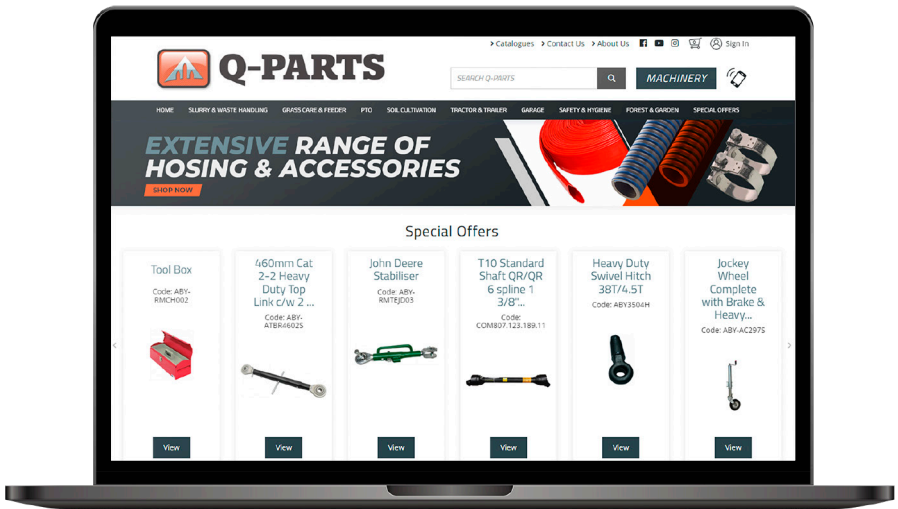 > Catalogues > Contact Us > About Us Sign In
Q-PARTS
SEARCH Q-PARTS
MACHINERY
HOME SLURRY & WASTE HANDLING GRASS CARE & FEEDER PTO SOIL CULTIVATION TRACTOR & TRAILER GARAGE SAFETY & HYGIENE FOREST & GARDEN SPECIAL OFFERS
EXTENSIVE RANGE OF
HOSING & ACCESSORIES
SHOP NOW
Special Offers
Tool Box
Code: ABY-
RMCH002
View
460mm Cat
2-2 Heavy
Duty Top
Link c/w 2 ...
Code: ABY-
ATBR4602S
View
John Deere
Stabiliser
Code: ABY-
RMTEJD03
View
T10 Standard
Shaft QR/QR
6 spline 1
3/8"...
Code:
COM807.123.189.11
View
Heavy Duty
Swivel Hitch
38T/4.5T
Code: ABY3504H
View
Jockey
Wheel
Complete
with Brake &
Heavy...
Code: ABY-AC297S
View